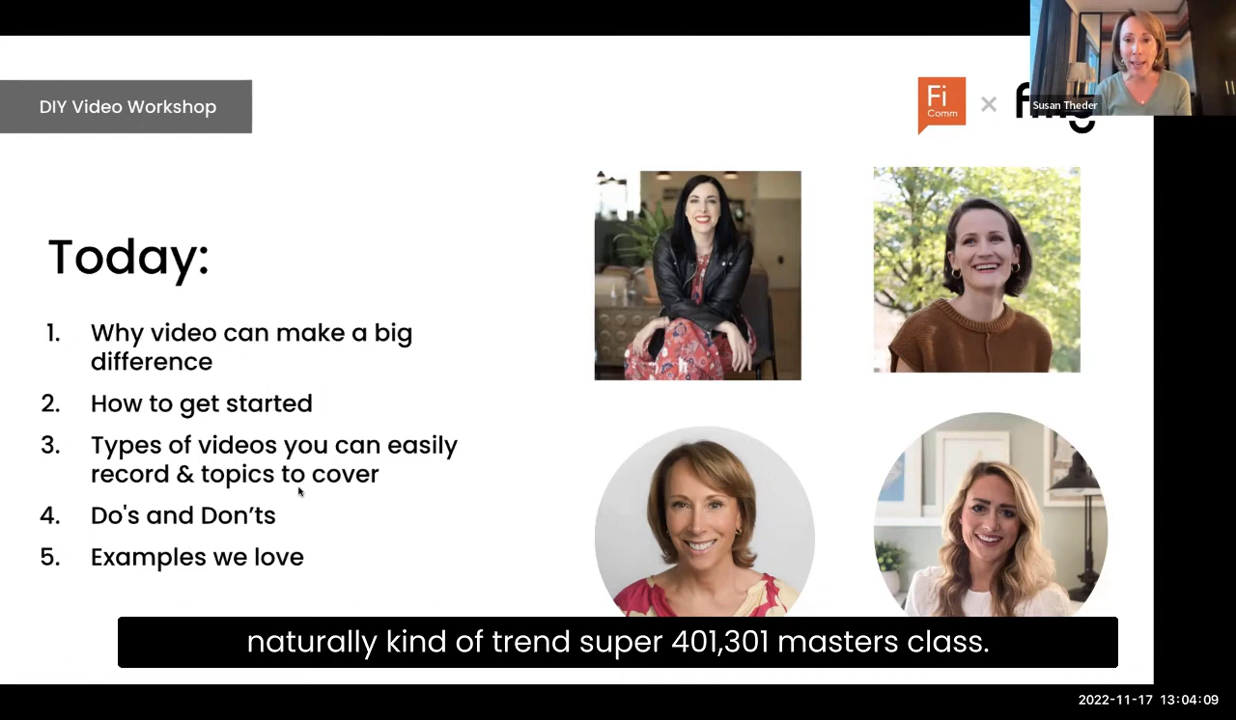 DIY Video Workshop
Fi
Comm
×
Susan Theder
Today:
1. Why video can make a big
difference
2. How to get started
3. Types of videos you can easily
record & topics to cover
4. Do's and Don’ts
5. Examples we love
naturally kind of trend super 401,301 masters class.
2022-11-17 13:04:09